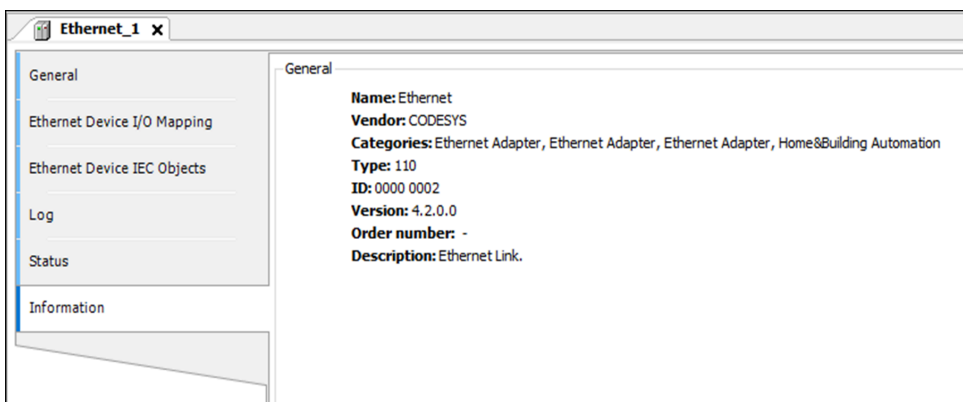 Ethernet_1
General
Ethernet Device I/O Mapping
Ethernet Device IEC Objects
Log
Status
Information
General
Name: Ethernet
Vendor: CODESYS
Categories: Ethernet Adapter, Ethernet Adapter, Ethernet Adapter, Home&Building Automation
Type: 110
ID: 0000 0002
Version: 4.2.0.0
Order number: -
Description: Ethernet Link.